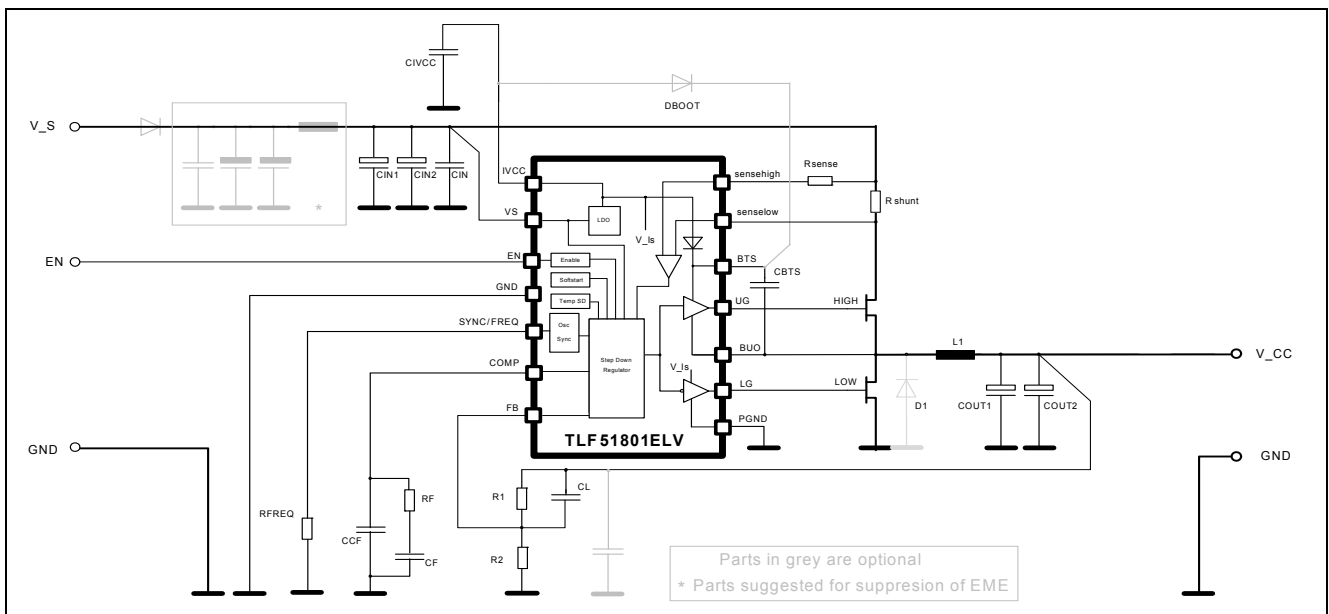 CIVCC
DBOOT
V_S
CIN1
CIN2
CIN
*
IVCC
sensehigh
Rsense
R shunt
LDO
VS
senselow
V_Is
EN
EN
Enable
BTS
CBTS
Softstart
GND
Temp SD
UG
HIGH
SYNC/FREQ
Osc
Sync
Step Down
Regulator
BUO
L1
V_CC
COMP
V_Is
LG
LOW
D1
COUT1
COUT2
FB
PGND
TLF51801ELV
GND
GND
RFREQ
CCF
RF
CF
R1
CL
R2
Parts in grey are optional
* Parts suggested for suppresion of EME